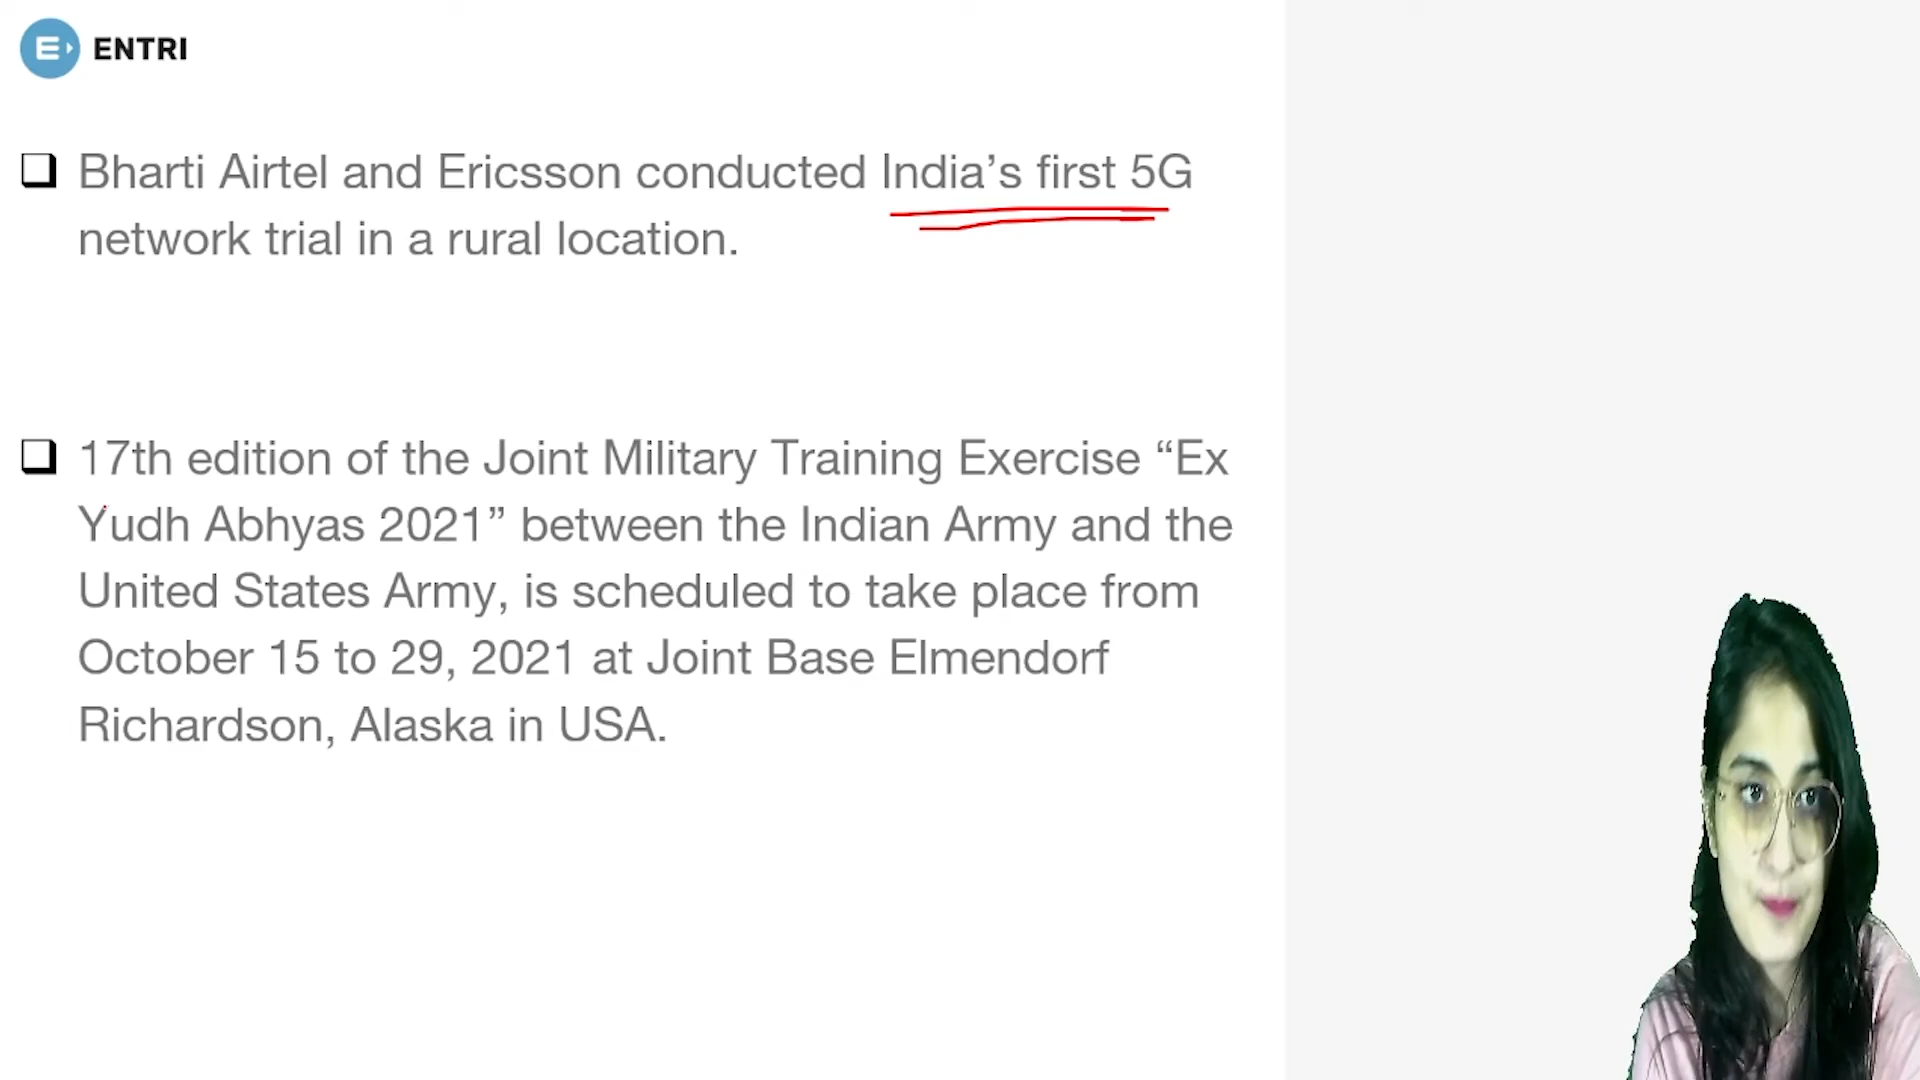 ENTRI
Bharti Airtel and Ericsson conducted India’s first 5G
network trial in a rural location.
17th edition of the Joint Military Training Exercise “Ex
Yudh Abhyas 2021” between the Indian Army and the
United States Army, is scheduled to take place from
October 15 to 29, 2021 at Joint Base Elmendorf
Richardson, Alaska in USA.